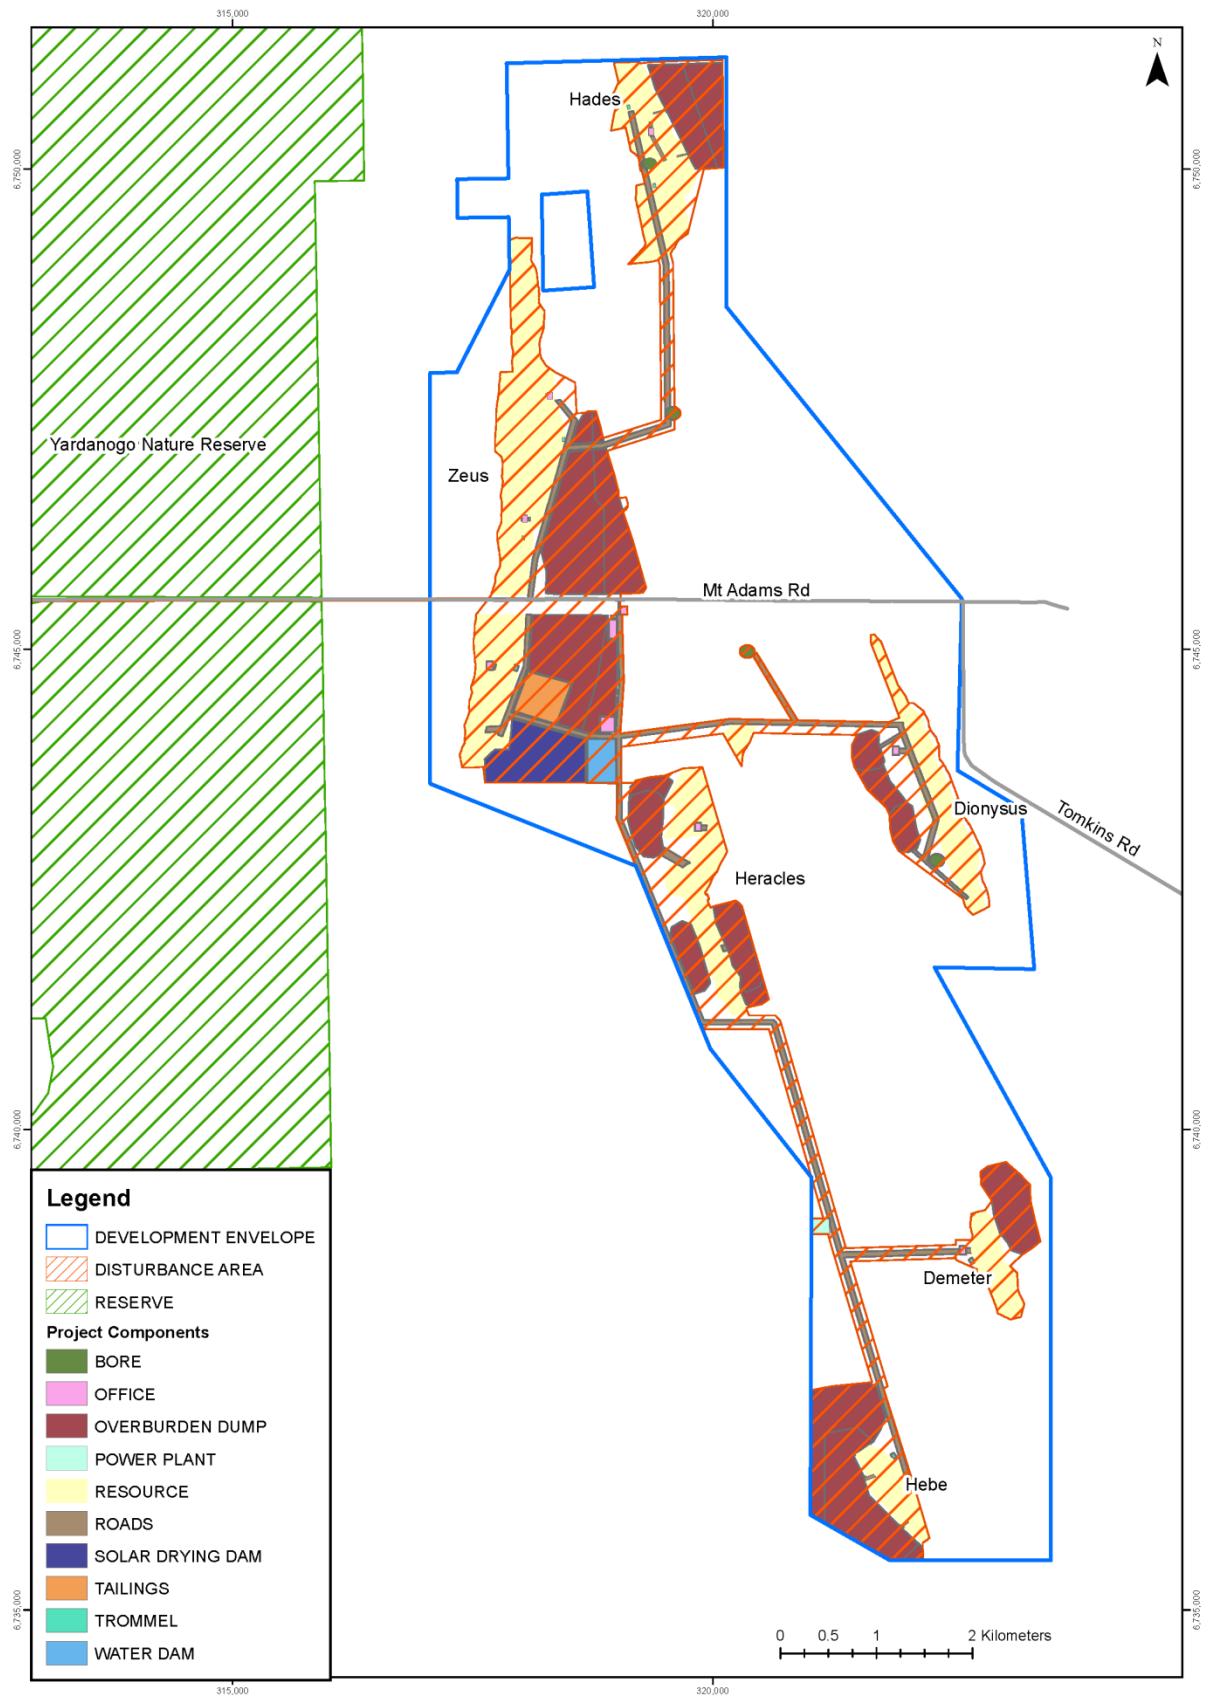 315,000
320,000
N
Hades
6,750,000
6,750,000
Yardanogo Nature Reserve
Zeus
Mt Adams Rd
6,745,000
6,745,000
Dionysus
Tomkins Rd
Heracles
6,740,000
6,740,000
Demeter
Hebe
Legend
DEVELOPMENT ENVELOPE
DISTURBANCE AREA
RESERVE
Project Components
BORE
OFFICE
OVERBURDEN DUMP
POWER PLANT
RESOURCE
ROADS
SOLAR DRYING DAM
TAILINGS
TROMMEL
WATER DAM
6,735,000
6,735,000
0 0.5 1 2 Kilometers
315,000
320,000